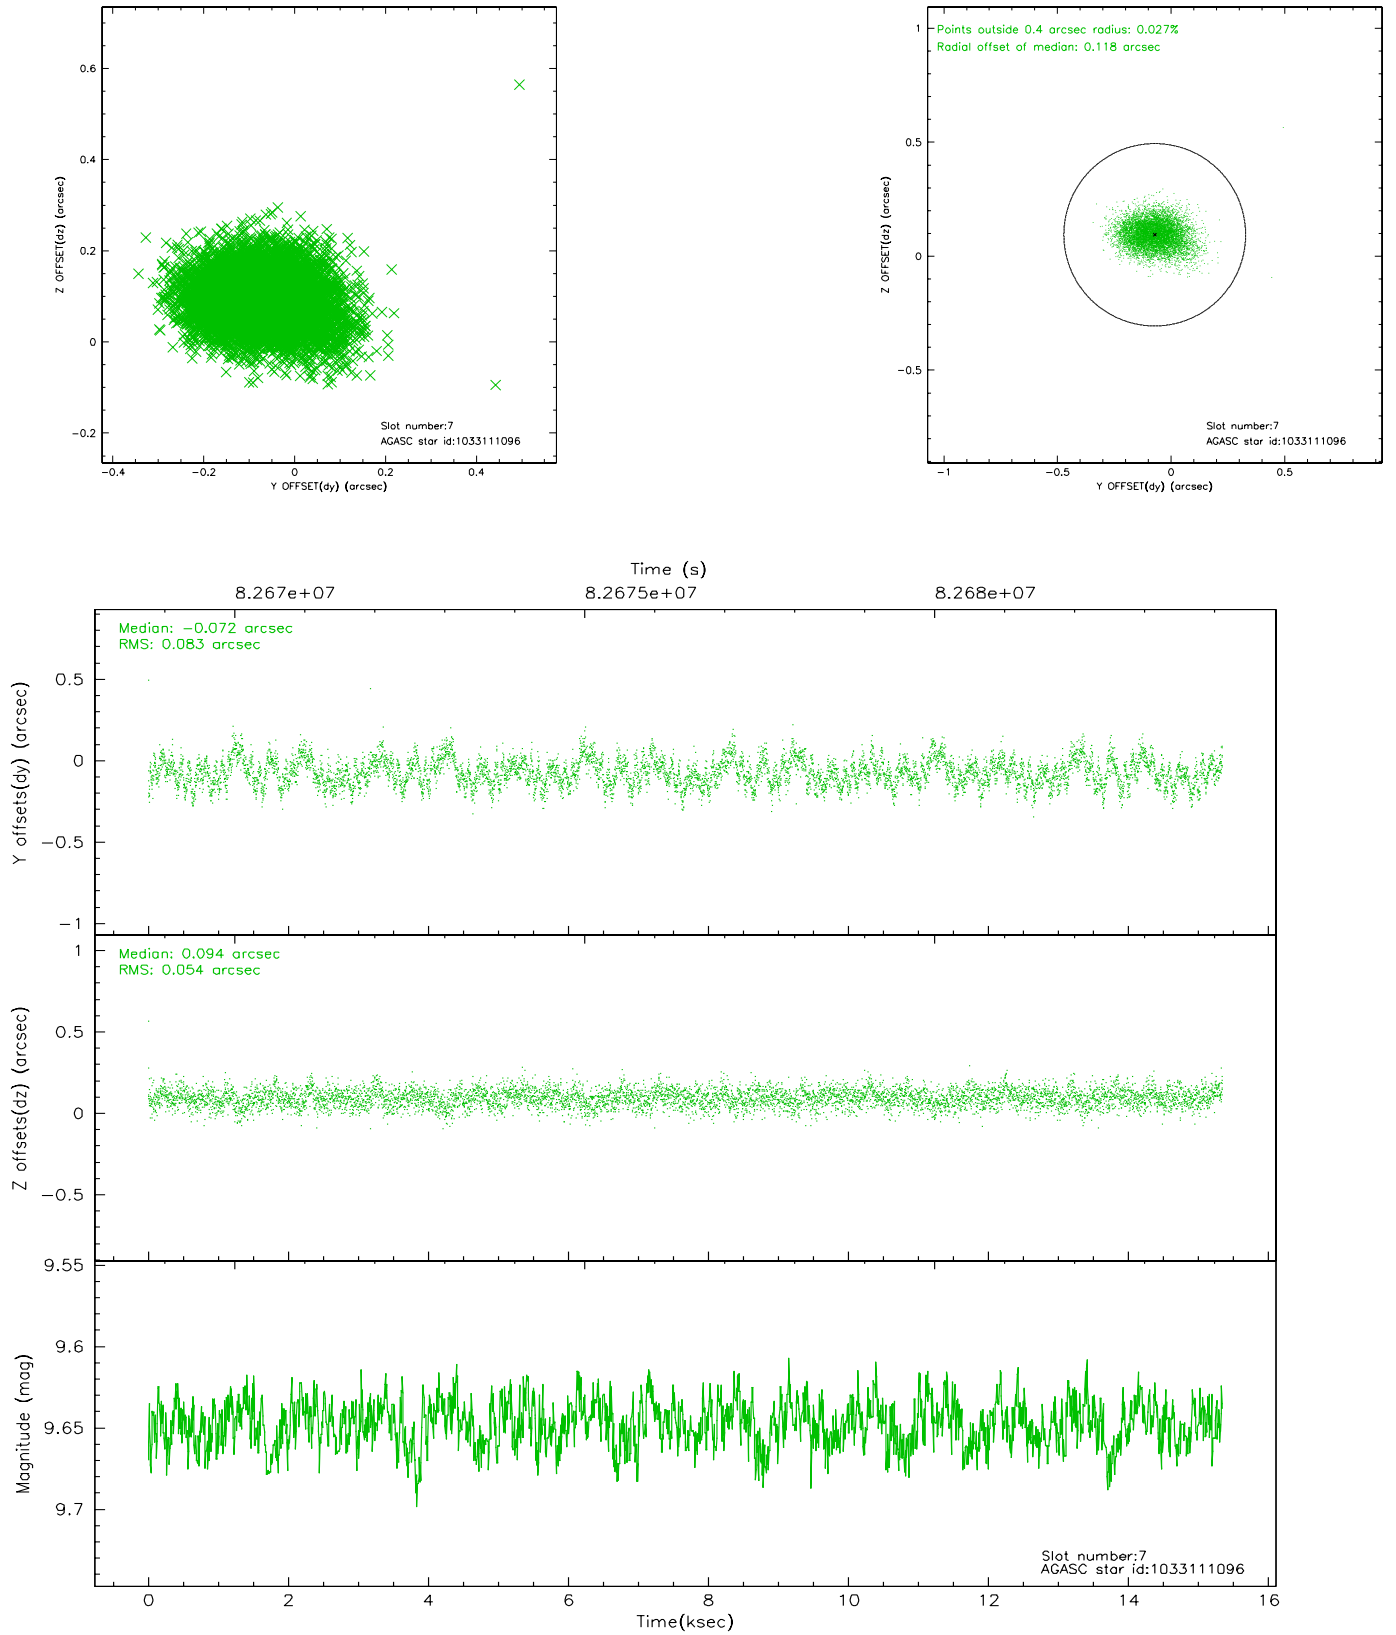 0.6
0.4
0.2
0
−0.2
−0.4
−0.2
0
0.2
0.4
Z OFFSET(dz) (arcsec)
Y OFFSET(dy) (arcsec)
Slot number:7
AGASC star id:1033111096
Points outside 0.4 arcsec radius: 0.027%
Radial offset of median: 0.118 arcsec
1
0.5
0
−0.5
−1
−0.5
0
0.5
Z OFFSET(dz) (arcsec)
Y OFFSET(dy) (arcsec)
Slot number:7
AGASC star id:1033111096
Time (s)
8.267e+07
8.2675e+07
8.268e+07
Median: −0.072 arcsec
RMS: 0.083 arcsec
0.5
0
−0.5
−1
Y offsets(dy) (arcsec)
Median: 0.094 arcsec
RMS: 0.054 arcsec
1
0.5
0
−0.5
Z offsets(dz) (arcsec)
9.55
9.6
9.65
9.7
Magnitude (mag)
Slot number:7
AGASC star id:1033111096
0
2
4
6
8
10
12
14
16
Time(ksec)